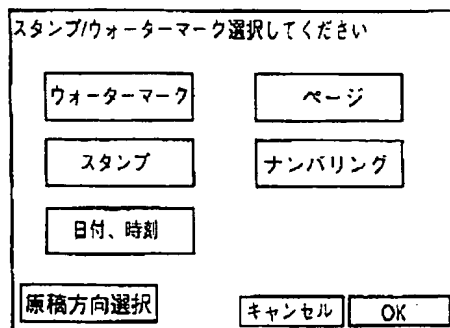 スタンプ/ウォーターマーク選択してください
ウォーターマーク ページ
スタンプ ナンバリング
日付、時刻
原稿方向選択 キャンセル OK